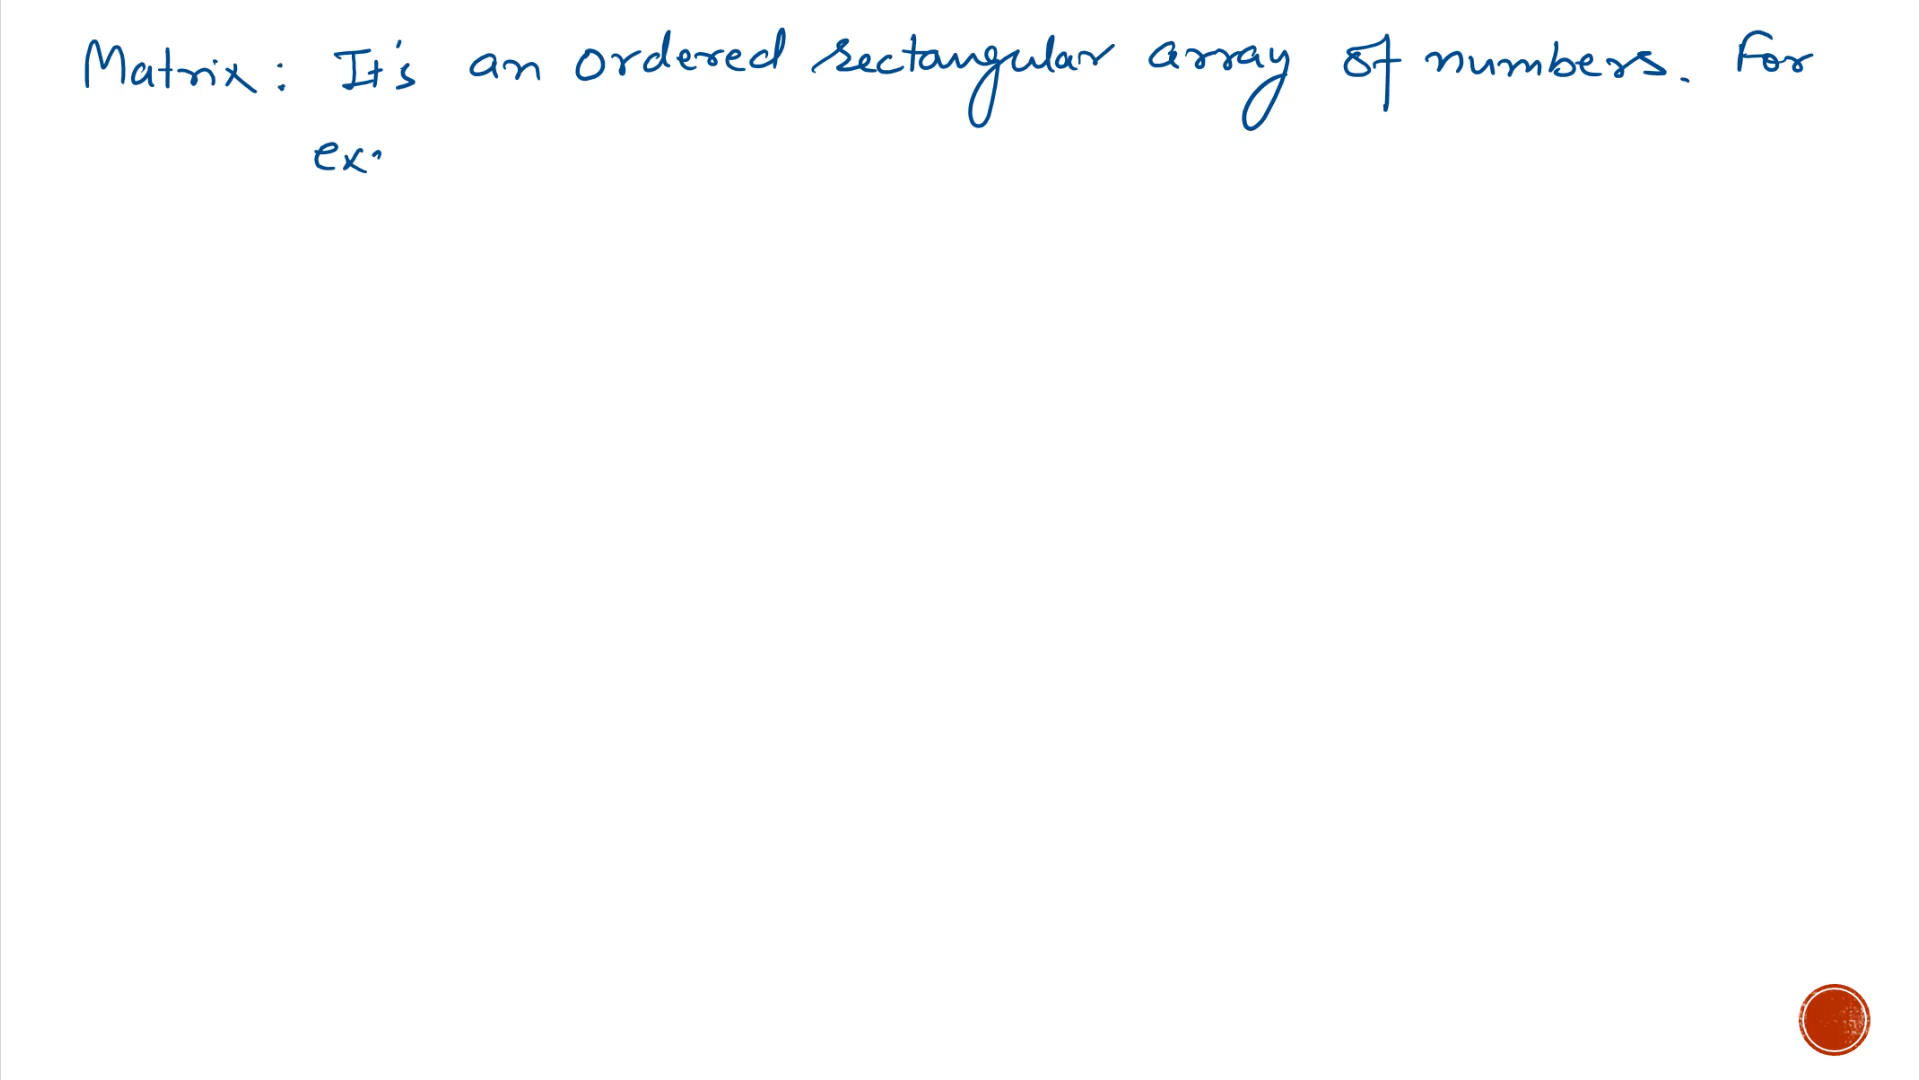 Matrix: It's an ordered rectangular array of numbers. For
ex